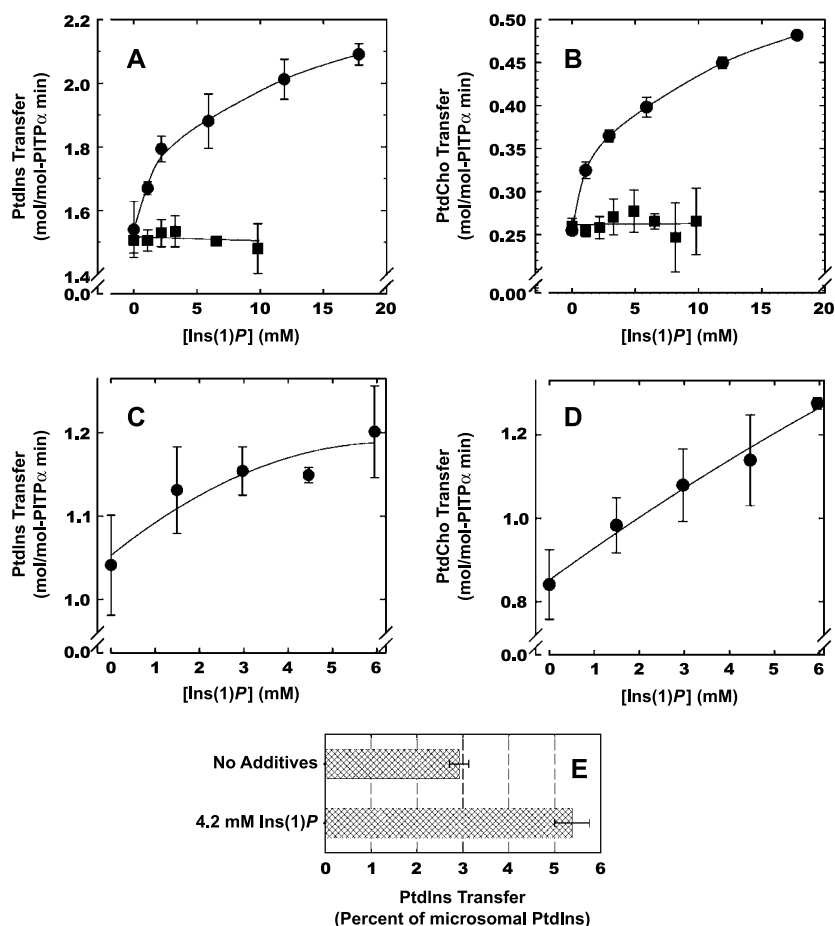 A
PtdIns Transfer
(mol/mol-PITPα min)
2.2
2.0
1.8
1.6
1.4
0.0
0 5 10 15 20
[Ins(1)P] (mM)
B
PtdCho Transfer
(mol/mol-PITPα min)
0.50
0.45
0.40
0.35
0.30
0.25
0.00
0 5 10 15 20
[Ins(1)P] (mM)
C
PtdIns Transfer
(mol/mol-PITPα min)
1.2
1.1
1.0
0.0
0 1 2 3 4 5 6
[Ins(1)P] (mM)
D
PtdCho Transfer
(mol/mol-PITPα min)
1.2
1.0
0.8
0.0
0 1 2 3 4 5 6
[Ins(1)P] (mM)
E
No Additives
4.2 mM Ins(1)P
0 1 2 3 4 5 6
PtdIns Transfer
(Percent of microsomal PtdIns)